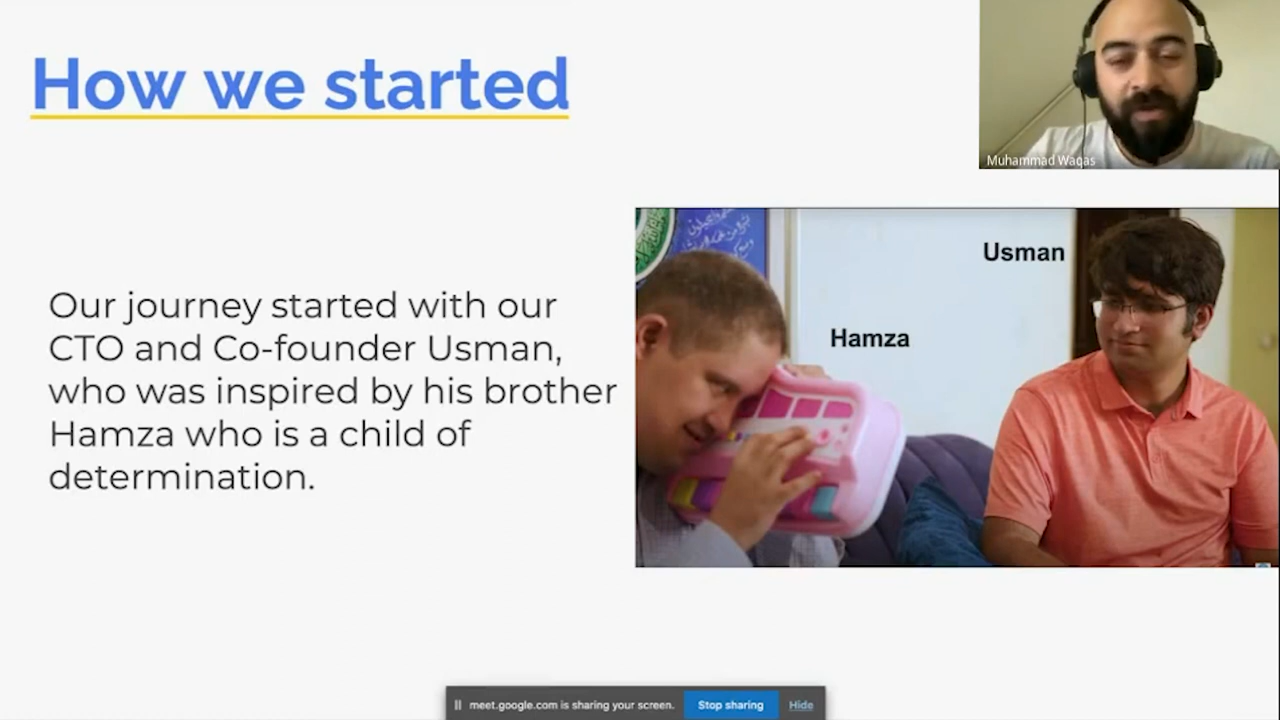 How we started
Muhammad Waqas
Usman
Hamza
Our journey started with our
CTO and Co-founder Usman,
who was inspired by his brother
Hamza who is a child of
determination.
meet.google.com is sharing your screen.
Stop sharing
Hide